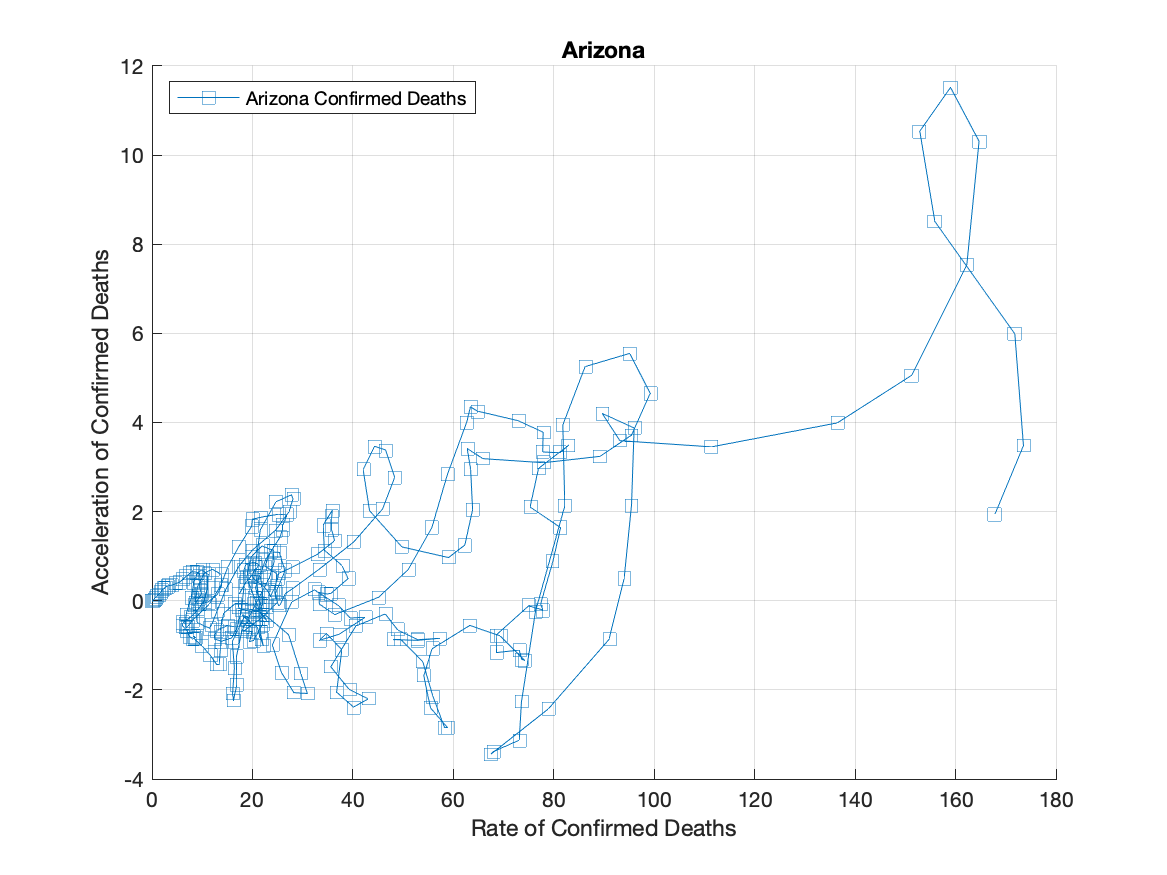 Arizona
12
Arizona Confirmed Deaths
10
8
6
4
2
0
-2
-4
Acceleration of Confirmed Deaths
0 20 40 60 80 100 120 140 160 180
Rate of Confirmed Deaths